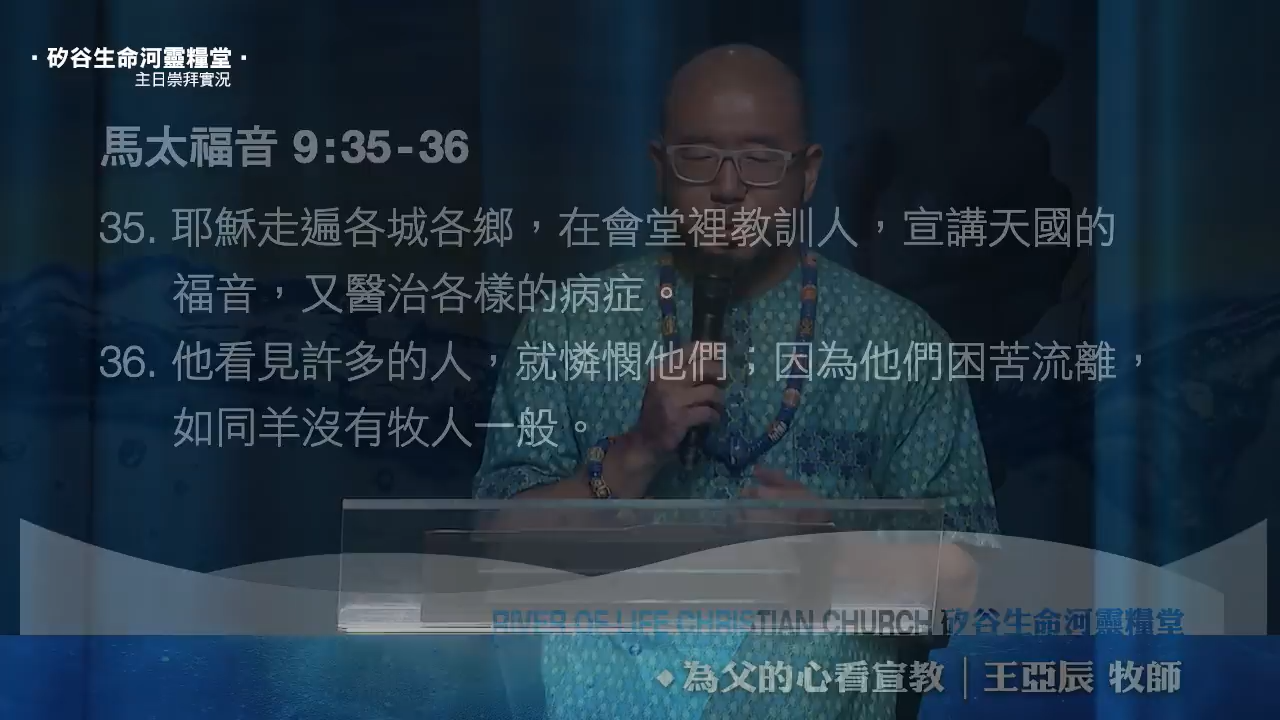 · 矽谷生命河靈糧堂 ·
主日崇拜實況
馬太福音 9:35-36
35. 耶穌走遍各城各鄉，在會堂裡教訓人，宣講天國的
福音，又醫治各樣的病症。
36. 他看見許多的人，就憐憫他們；因為他們困苦流離，
如同羊沒有牧人一般。
RIVER OF LIFE CHRISTIAN CHURCH 矽谷生命河靈糧堂
◆為父的心看宣教｜王亞辰 牧師